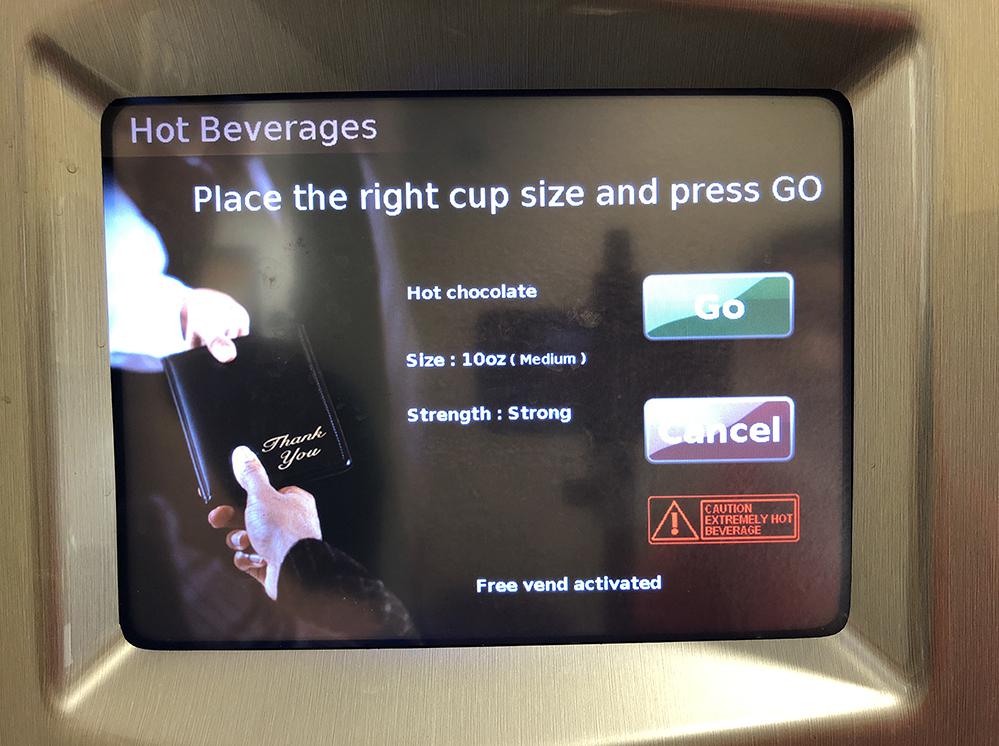 Hot Beverages
Place the right cup size and press GO
Hot chocolate
Go
Size : 10oz ( Medium )
Strength : Strong
Cancel
Thank
You
CAUTION
EXTREMELY HOT
BEVERAGE
Free vend activated